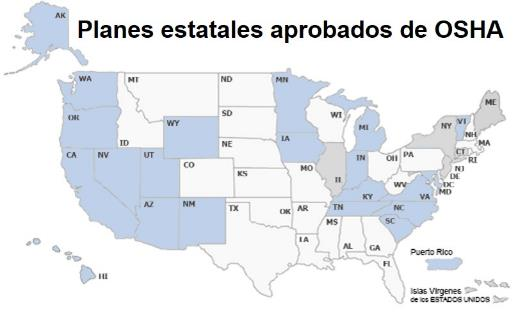 Planes estatales aprobados de OSHA
AK
WA
MT
ND
MN
ME
OR
ID
SD
WI
MI
NY
VT
NH
WY
MA
IA
CT
RI
NE
PA
NJ
CA
NV
UT
CO
IL
IN
OH
DE
DC
KS
MO
WV
MD
KY
VA
AZ
NM
OK
AR
TN
NC
SC
TX
LA
MS
AL
GA
FL
HI
Puerto Rico
Islas Vírgenes
de los ESTADOS UNIDOS